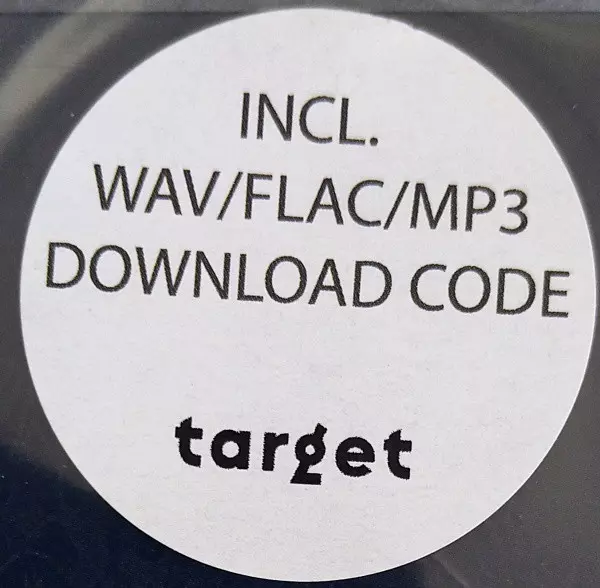 INCL.
WAV/FLAC/MP3
DOWNLOAD CODE
target